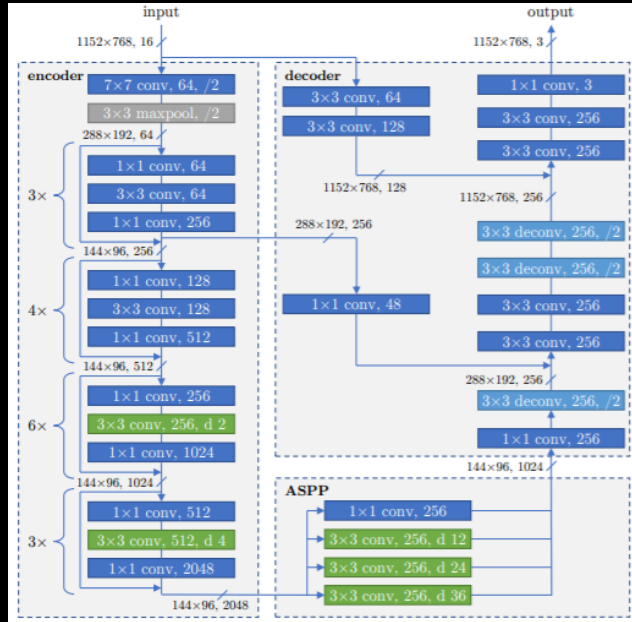 input
1152×768, 16
encoder
7×7 conv, 64, /2
3×3 maxpool, /2
288×192, 64
3×
1×1 conv, 64
3×3 conv, 64
1×1 conv, 256
144×96, 256
4×
1×1 conv, 128
3×3 conv, 128
1×1 conv, 512
144×96, 512
6×
1×1 conv, 256
3×3 conv, 256, d 2
1×1 conv, 1024
144×96, 1024
3×
1×1 conv, 512
3×3 conv, 512, d 4
1×1 conv, 2048
144×96, 2048
output
1152×768, 3
decoder
3×3 conv, 64
3×3 conv, 128
1152×768, 128
288×192, 256
1×1 conv, 48
1×1 conv, 3
3×3 conv, 256
3×3 conv, 256
1152×768, 256
3×3 deconv, 256, /2
3×3 deconv, 256, /2
3×3 conv, 256
3×3 conv, 256
288×192, 256
3×3 deconv, 256, /2
1×1 conv, 256
144×96, 1024
ASPP
1×1 conv, 256
3×3 conv, 256, d 12
3×3 conv, 256, d 24
3×3 conv, 256, d 36